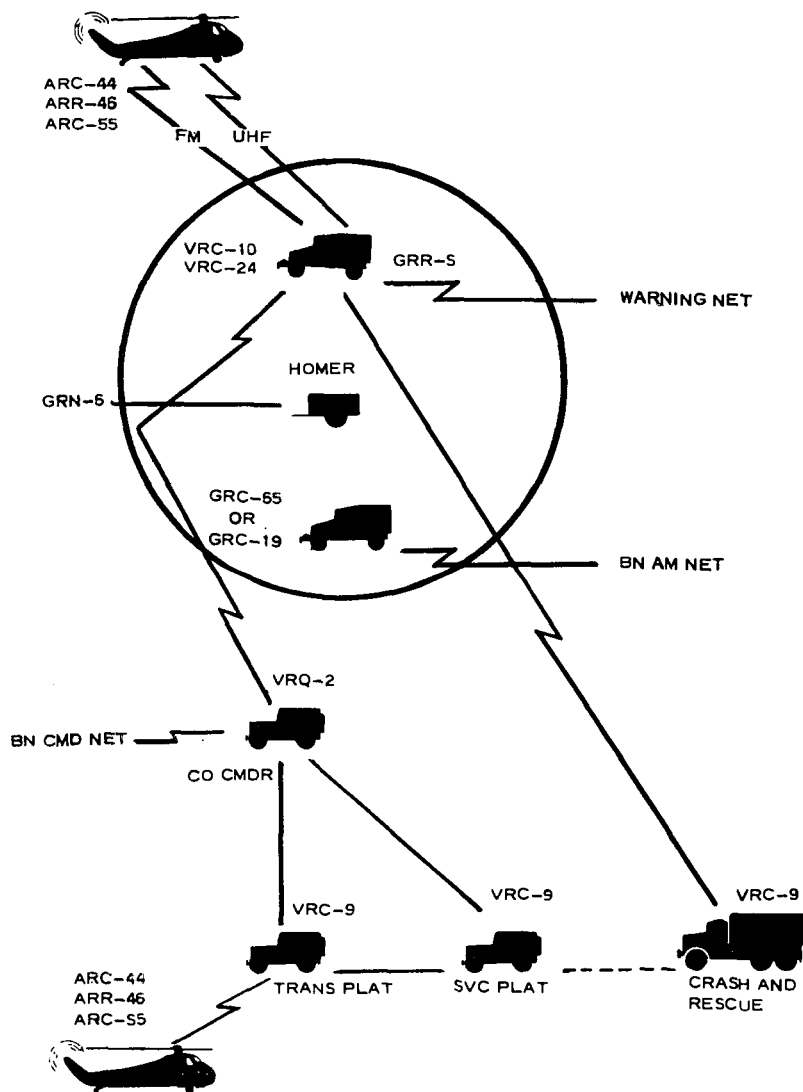 ARC-44
ARR-46
ARC-55
FM UHF
VRC-10
VRC-24
GRR-S
WARNING NET
HOMER
GRN-6
GRC-65
OR
GRC-19
BN AM NET
VRQ-2
BN CMD NET
CO CMDR
VRC-9
VRC-9
VRC-9
TRANS PLAT
SVC PLAT
CRASH AND
RESCUE
ARC-44
ARR-46
ARC-S5